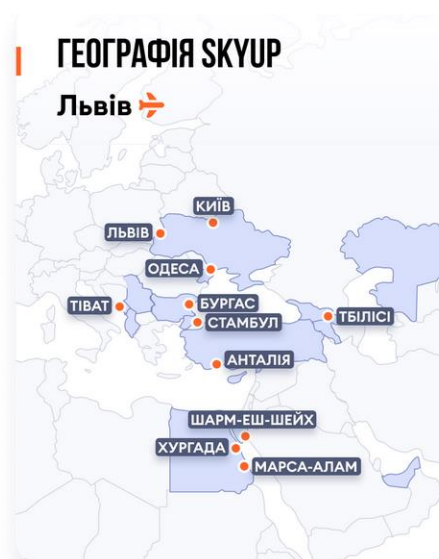 ГЕОГРАФІЯ SKYUP
Львів
КИЇВ
ЛЬВІВ
ОДЕСА
ТІВАТ
БУРГАС
СТАМБУЛ
ТБІЛІСІ
АНТАЛІЯ
ШАРМ-ЕШ-ШЕЙХ
ХУРГАДА
МАРСА-АЛАМ